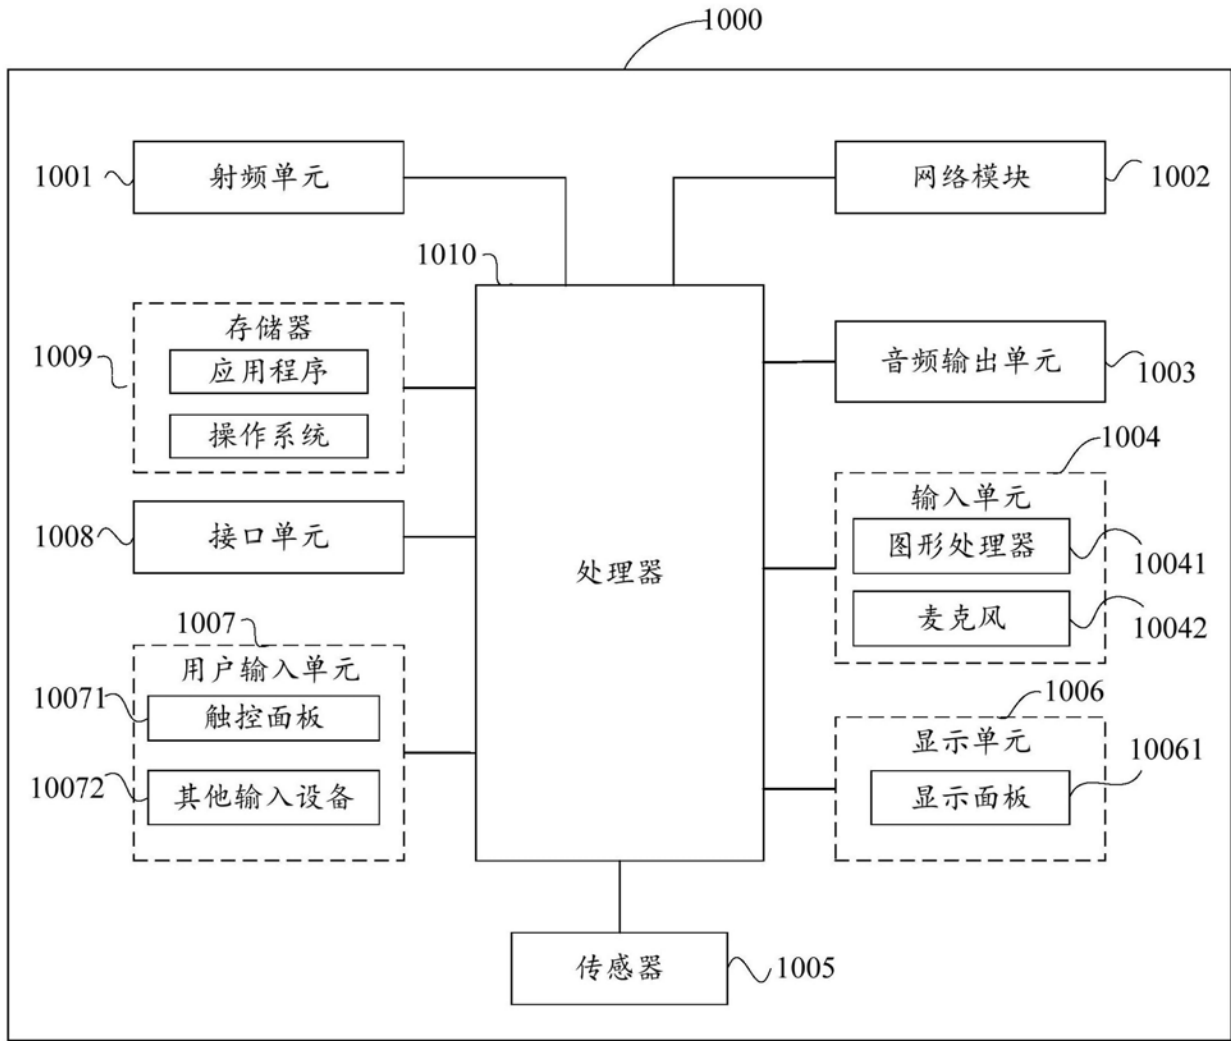 1000
1001 射频单元
网络模块 1002
1010
存储器
1009
应用程序
操作系统
音频输出单元 1003
1004
输入单元
图形处理器 10041
麦克风 10042
1008 接口单元
处理器
1007
用户输入单元
10071 触控面板
10072 其他输入设备
1006
显示单元
显示面板 10061
传感器 1005